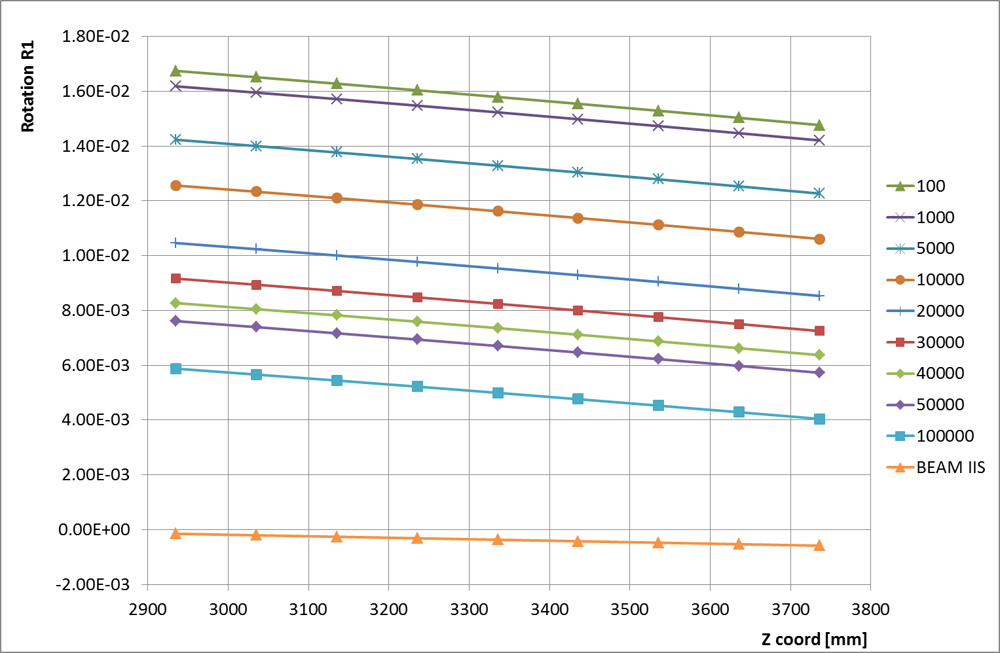 Rotation R1
1.80E-02
1.60E-02
1.40E-02
1.20E-02
1.00E-02
8.00E-03
6.00E-03
4.00E-03
2.00E-03
0.00E+00
-2.00E-03
2900 3000 3100 3200 3300 3400 3500 3600 3700 3800
Z coord [mm]
100
1000
5000
10000
20000
30000
40000
50000
100000
BEAM IIS